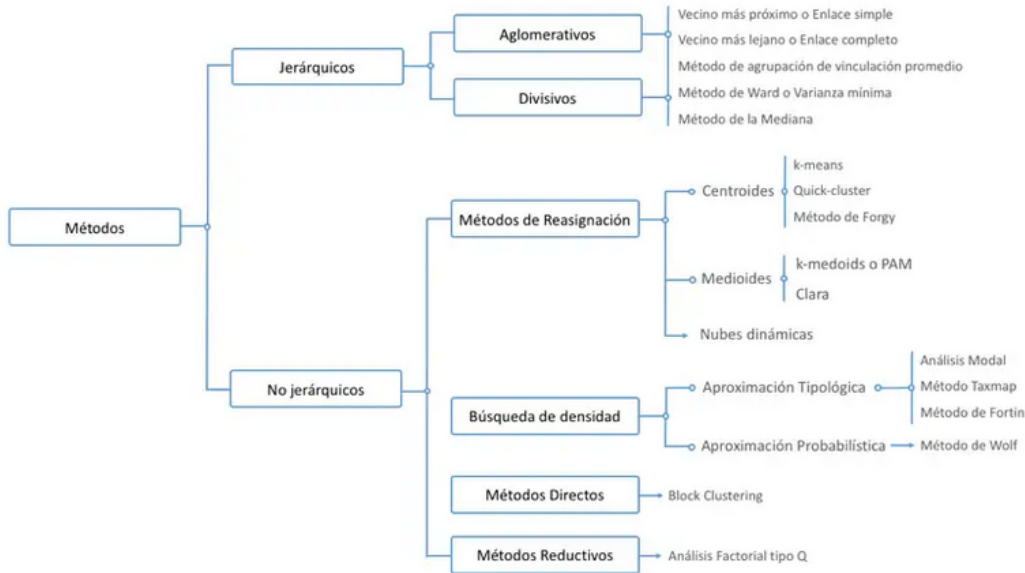 Métodos
Jerárquicos
Aglomerativos
Divisivos
Vecino más próximo o Enlace simple
Vecino más lejano o Enlace completo
Método de agrupación de vinculación promedio
Método de Ward o Varianza mínima
Método de la Mediana
No jerárquicos
Métodos de Reasignación
Centroides
k-means
Quick-cluster
Método de Forgy
Medioides
k-medoids o PAM
Clara
Nubes dinámicas
Búsqueda de densidad
Aproximación Tipológica
Análisis Modal
Método Taxmap
Método de Fortin
Aproximación Probabilística
Método de Wolf
Métodos Directos
Block Clustering
Métodos Reductivos
Análisis Factorial tipo Q